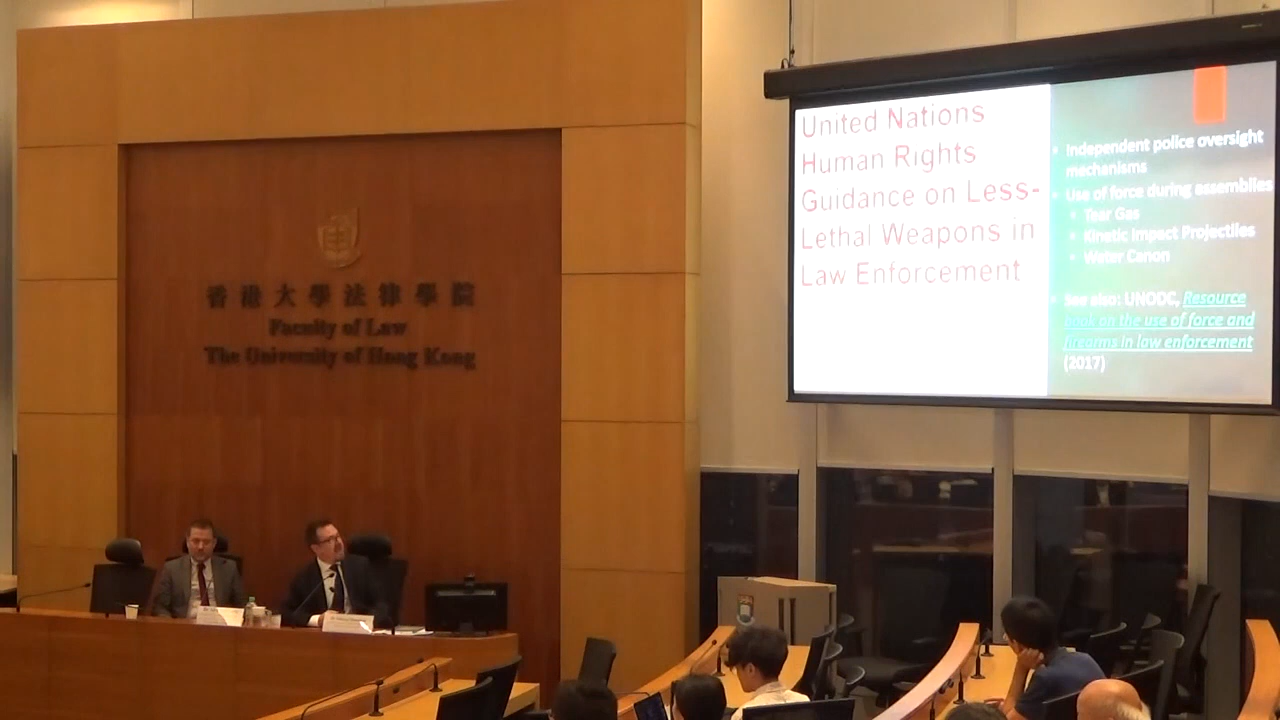 香港大學法律學院
Faculty of Law
The University of Hong Kong
United Nations
Human Rights
Guidance on Less-
Lethal Weapons in
Law Enforcement
• Independent police oversight
mechanisms
• Use of force during assemblies
• Tear Gas
• Kinetic Impact Projectiles
• Water Canon
• See also: UNODC, Resource
book on the use of force and
firearms in law enforcement
(2017)